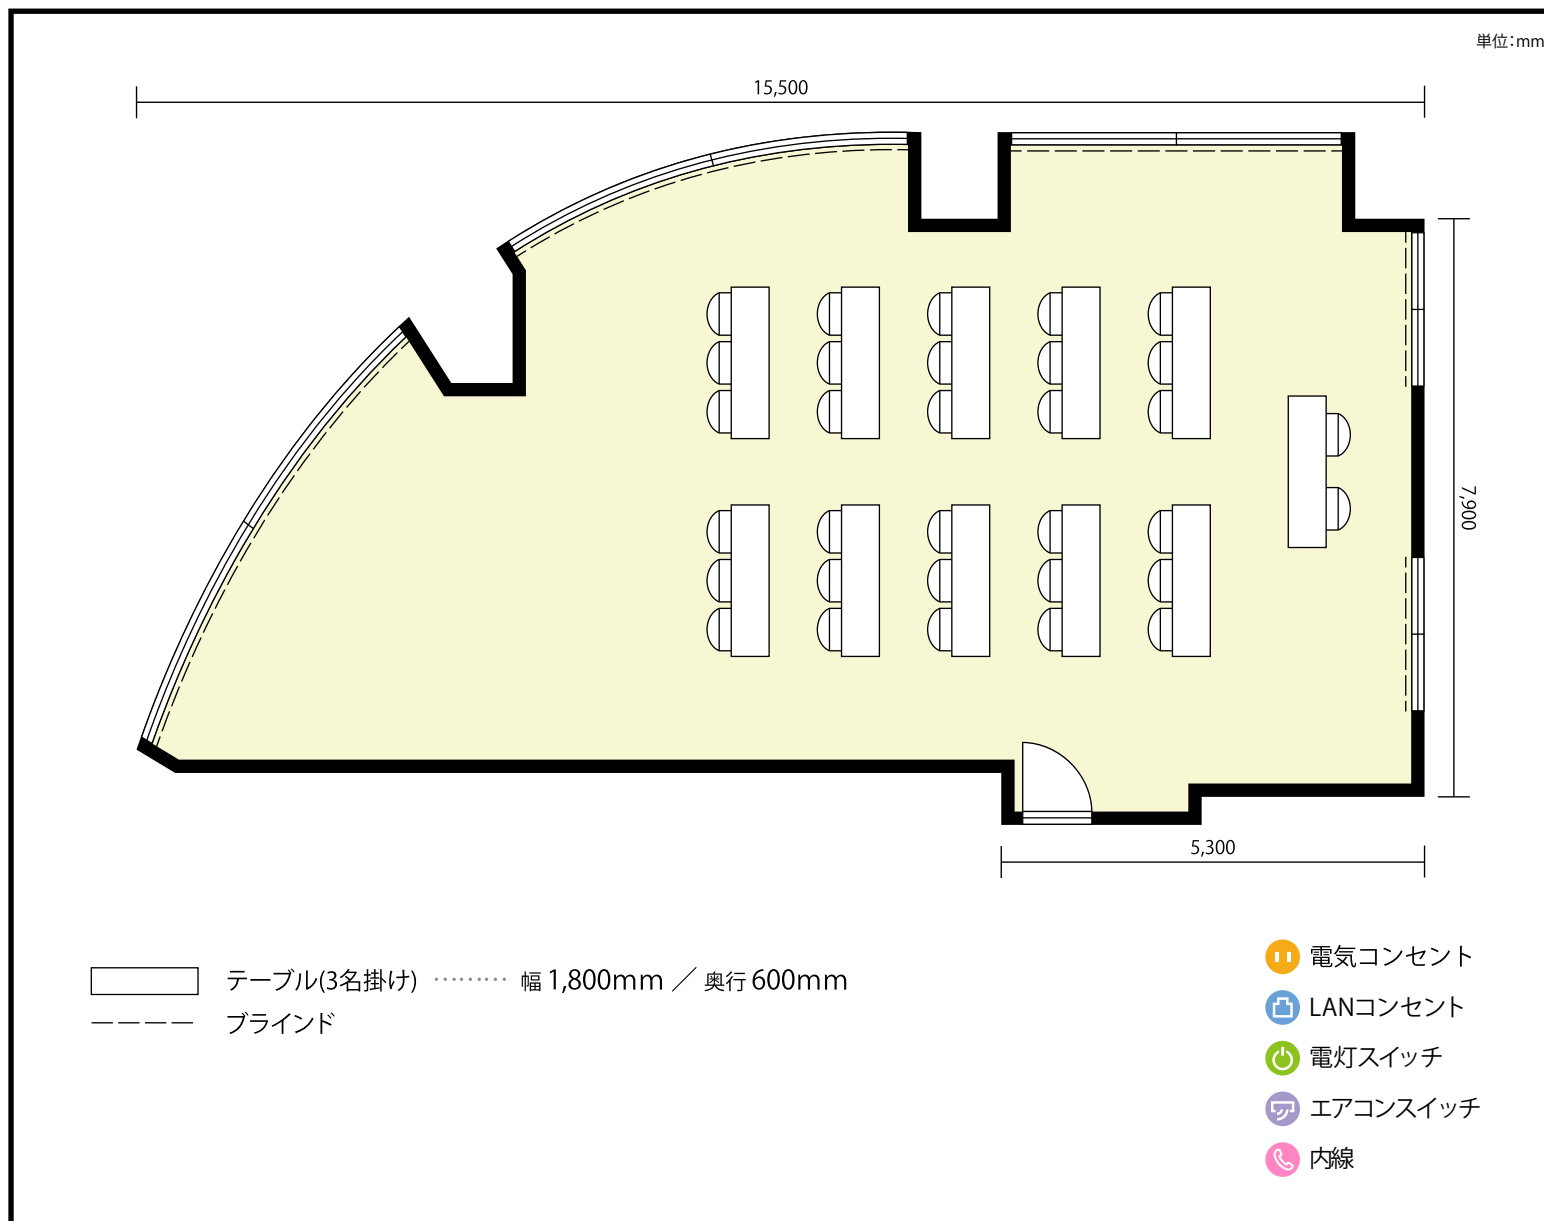 単位:mm
15,500
7,900
5,300
テーブル(3名掛け) ……… 幅 1,800mm ／ 奥行 600mm
ブラインド
電気コンセント
LANコンセント
電灯スイッチ
エアコンスイッチ
内線